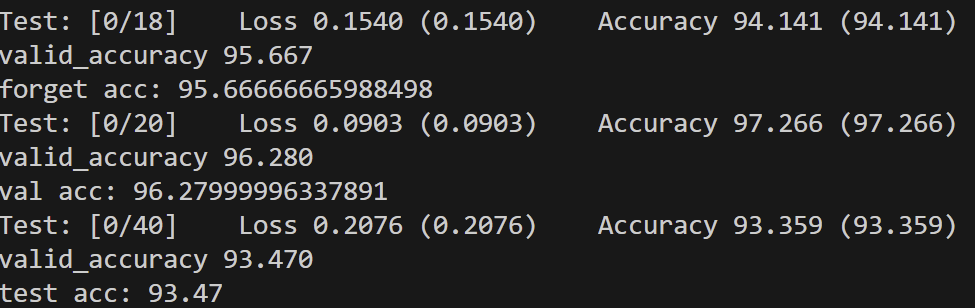 Test: [0/18]    Loss 0.1540 (0.1540)    Accuracy 94.141 (94.141)
valid_accuracy 95.667
forget acc: 95.66666665988498
Test: [0/20]    Loss 0.0903 (0.0903)    Accuracy 97.266 (97.266)
valid_accuracy 96.280
val acc: 96.27999996337891
Test: [0/40]    Loss 0.2076 (0.2076)    Accuracy 93.359 (93.359)
valid_accuracy 93.470
test acc: 93.47